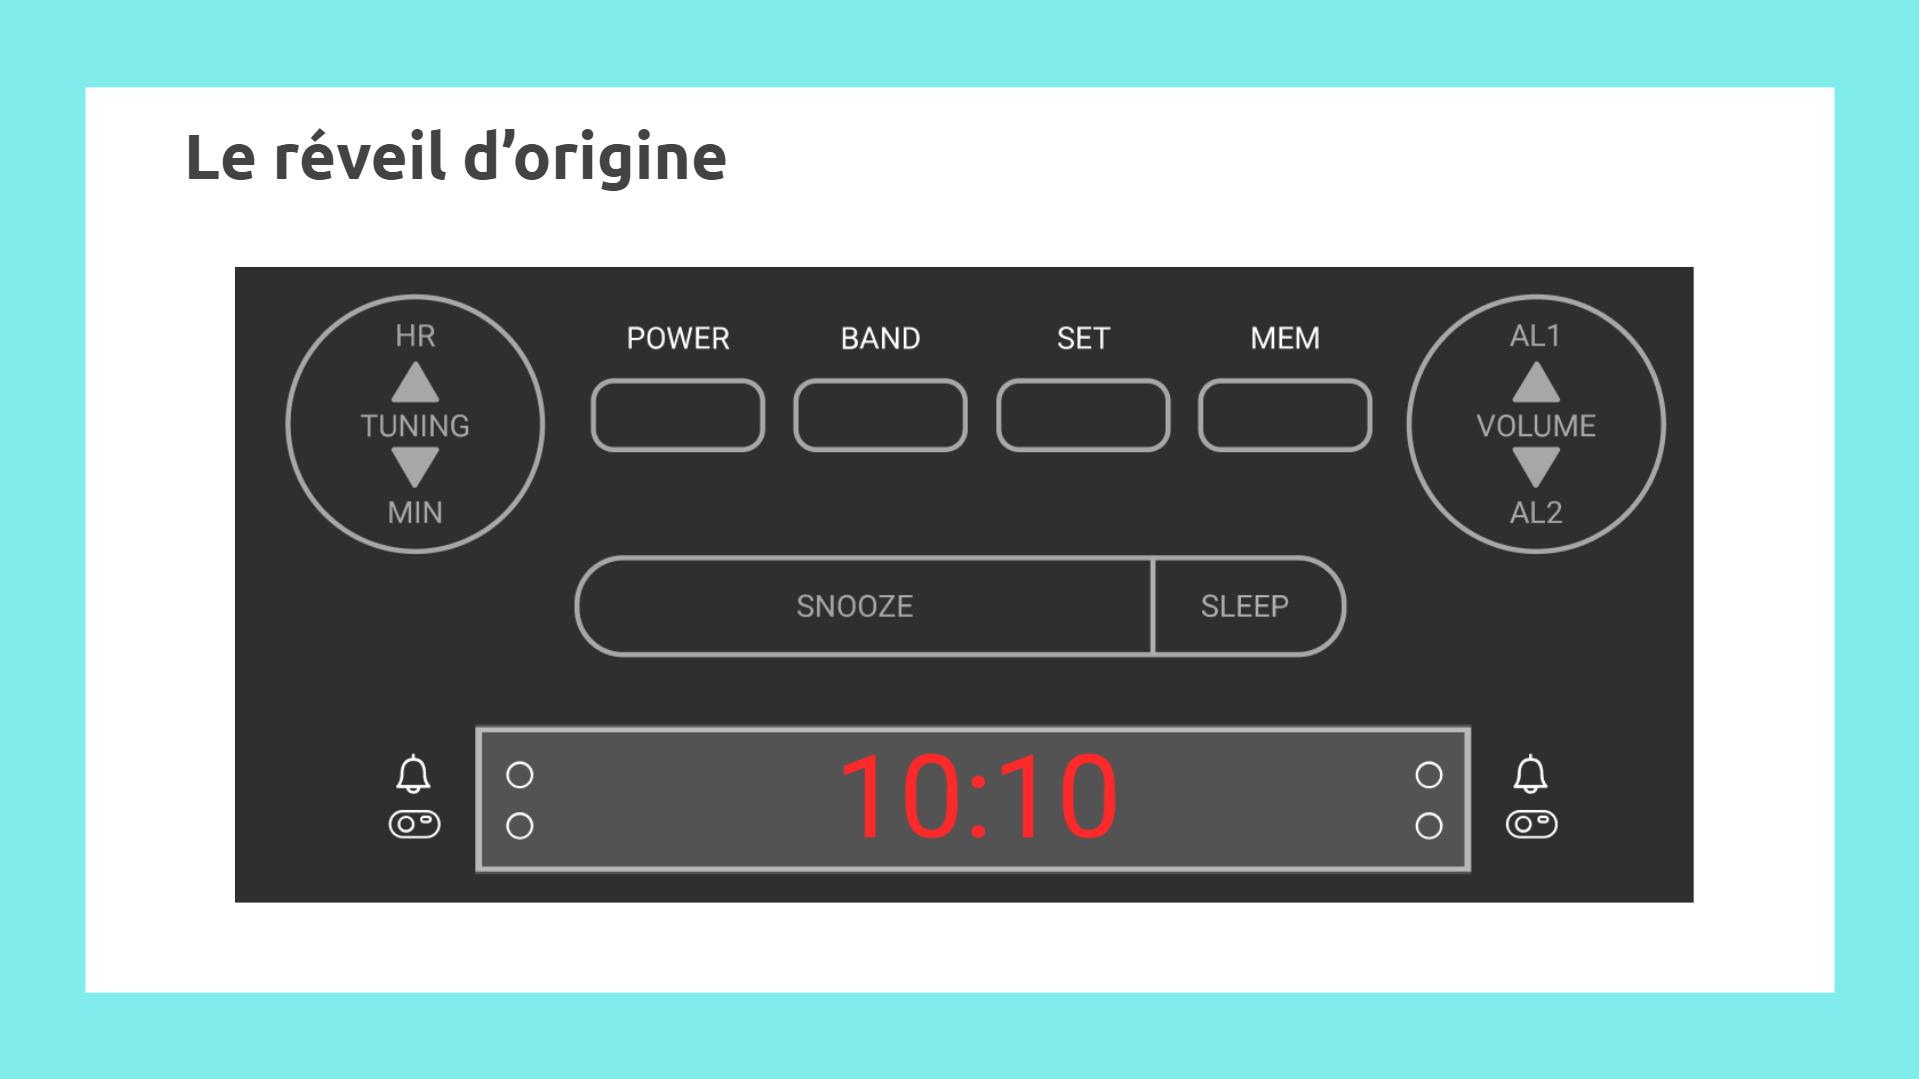 Le réveil d’origine
HR
TUNING
MIN
POWER
BAND
SET
MEM
AL1
VOLUME
AL2
SNOOZE
SLEEP
10:10